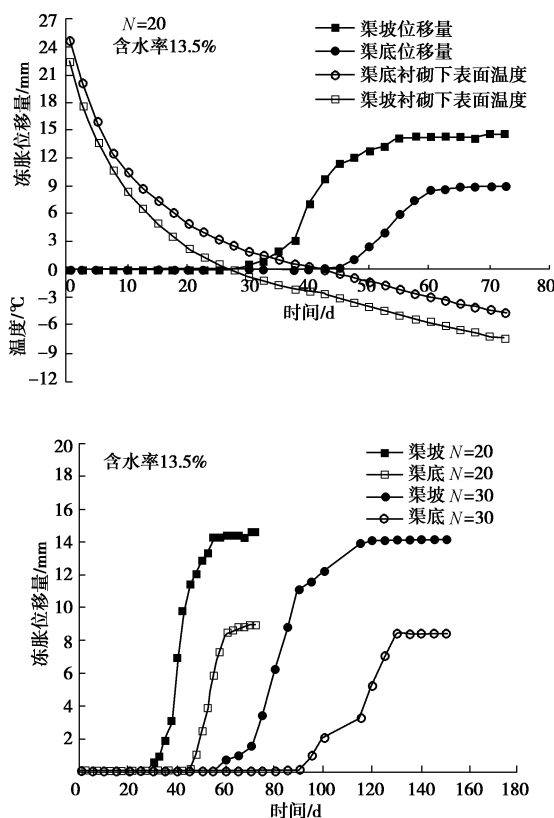 27
24
21
18
15
12
9
6
3
0
−3
−6
−9
−12
冻胀位移量/mm
温度/℃
N=20
含水率13.5%
渠坡位移量
渠底位移量
渠底衬砌下表面温度
渠坡衬砌下表面温度
0 10 20 30 40 50 60 70 80
时间/d
20
18
16
14
12
10
8
6
4
2
冻胀位移量/mm
含水率13.5%
渠坡 N=20
渠底 N=20
渠坡 N=30
渠底 N=30
0 20 40 60 80 100 120 140 160 180
时间/d